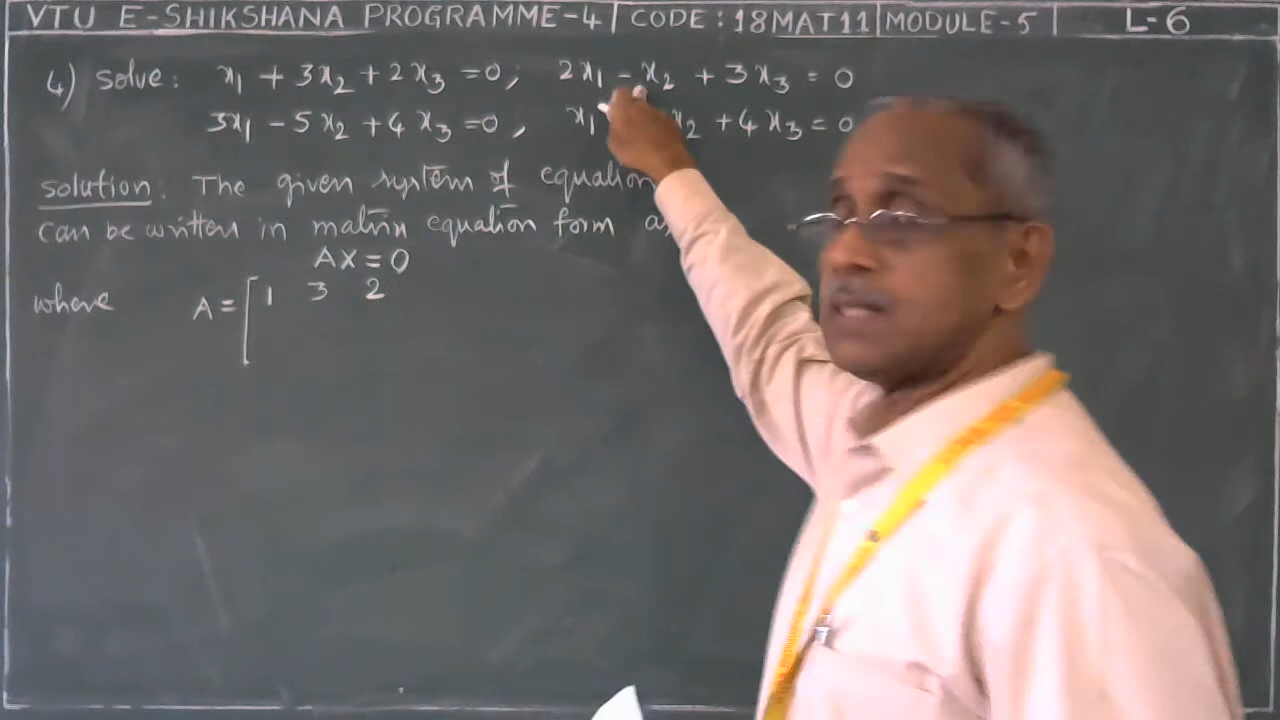 VTU E-SHIKSHANA PROGRAMME-4 | CODE : 18MAT11 | MODULE-5 | L-6
4) Solve : x₁ + 3x₂ + 2x₃ = 0 ; 2x₁ - x₂ + 3x₃ = 0
3x₁ - 5x₂ + 4x₃ = 0 , x₁ x₂ + 4x₃ = 0
solution. The given system of equation
can be written in matrix equation form as
AX = 0
where A = [ 1 3 2